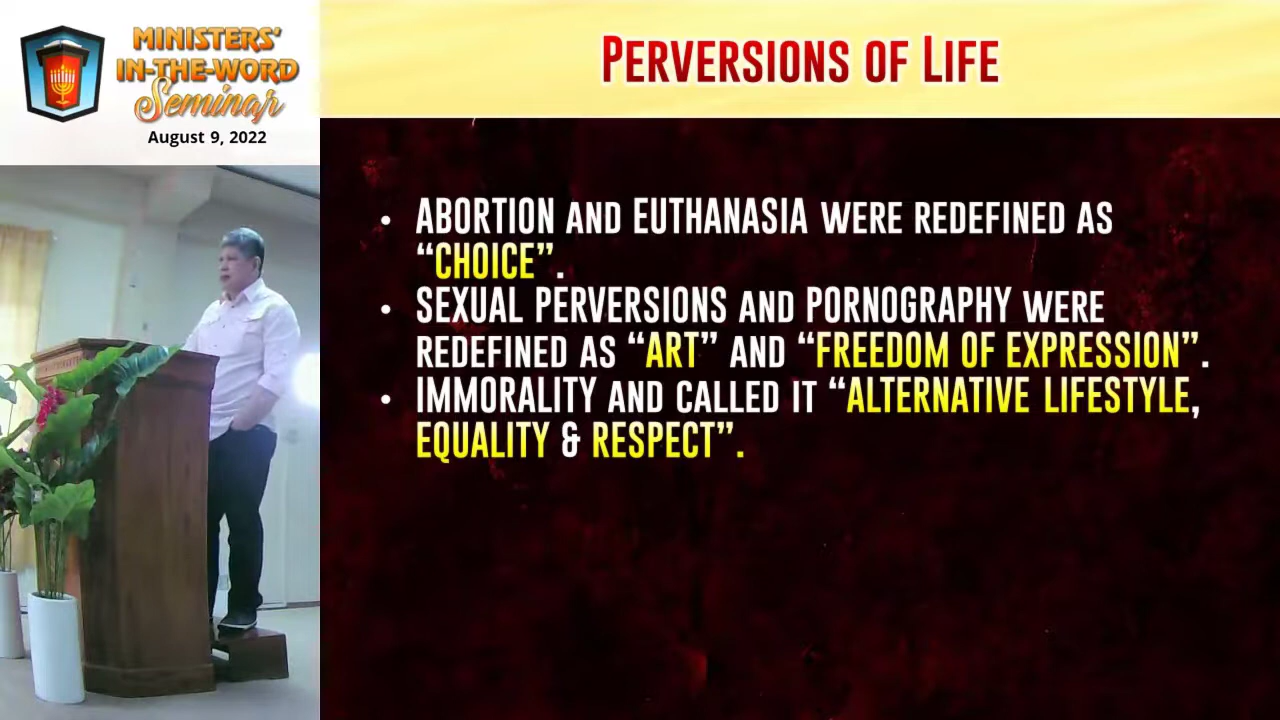 MINISTERS'
IN-THE-WORD
Seminar
August 9, 2022
PERVERSIONS OF LIFE
• ABORTION AND EUTHANASIA WERE REDEFINED AS
“CHOICE”.
• SEXUAL PERVERSIONS AND PORNOGRAPHY WERE
REDEFINED AS “ART” AND “FREEDOM OF EXPRESSION”.
• IMMORALITY AND CALLED IT “ALTERNATIVE LIFESTYLE,
EQUALITY & RESPECT”.